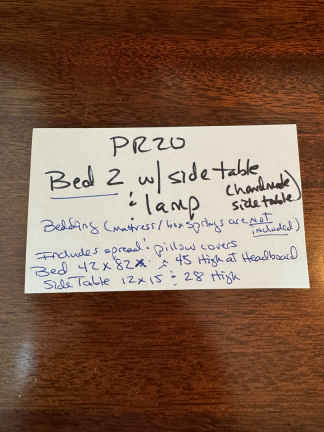 PR20
Bed 2 w/ side table
& lamp (handmade side table)
Bedding (mattress/box springs are not included)
Includes spread & pillow covers
Bed 42 x 82 & 45 High at Headboard
Side Table 12 x 15 & 28 High